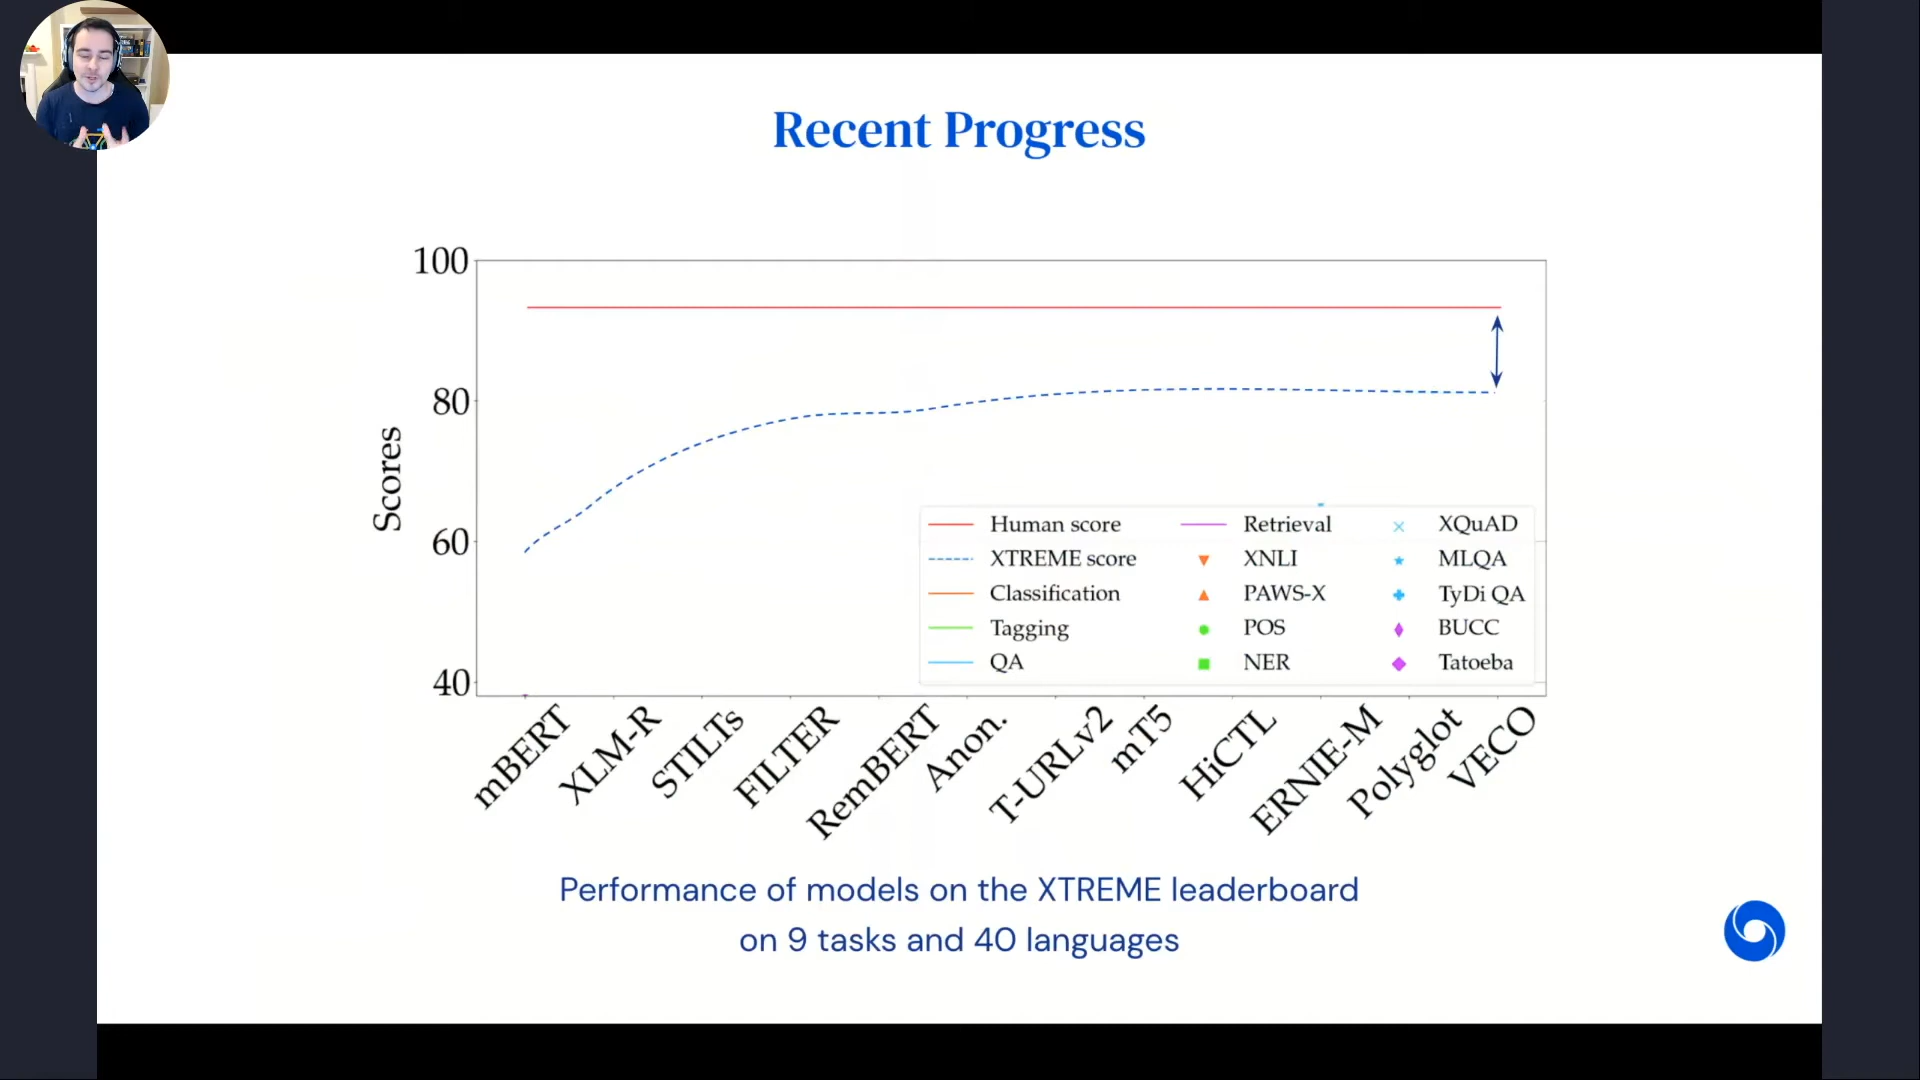 Recent Progress
100
80
60
40
Scores
Human score
XTREME score
Classification
Tagging
QA
Retrieval
XNLI
PAWS-X
POS
NER
XQuAD
MLQA
TyDi QA
BUCC
Tatoeba
mBERT
XLM-R
STILTs
FILTER
RemBERT
Anon.
T-URLv2
mT5
HiCTL
ERNIE-M
Polyglot
VECO
Performance of models on the XTREME leaderboard
on 9 tasks and 40 languages